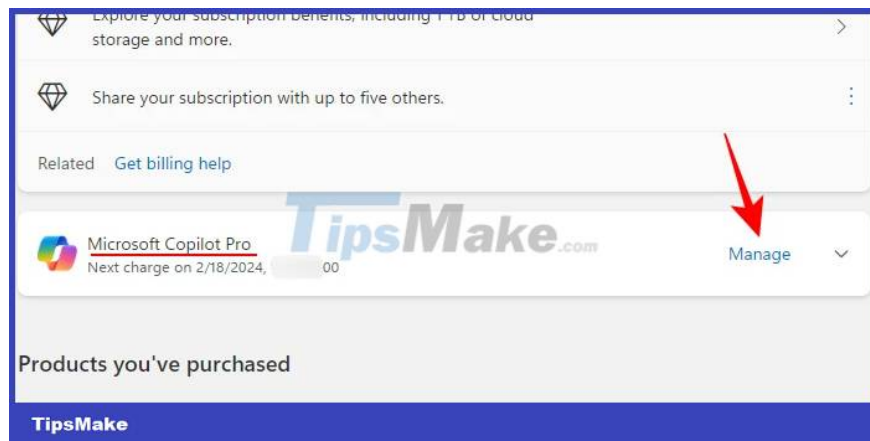 Explore your subscription benefits, including 1 TB of cloud
storage and more.
Share your subscription with up to five others.
Related Get billing help
TipsMake.com
Microsoft Copilot Pro
Manage
Next charge on 2/18/2024, 00
Products you've purchased
TipsMake